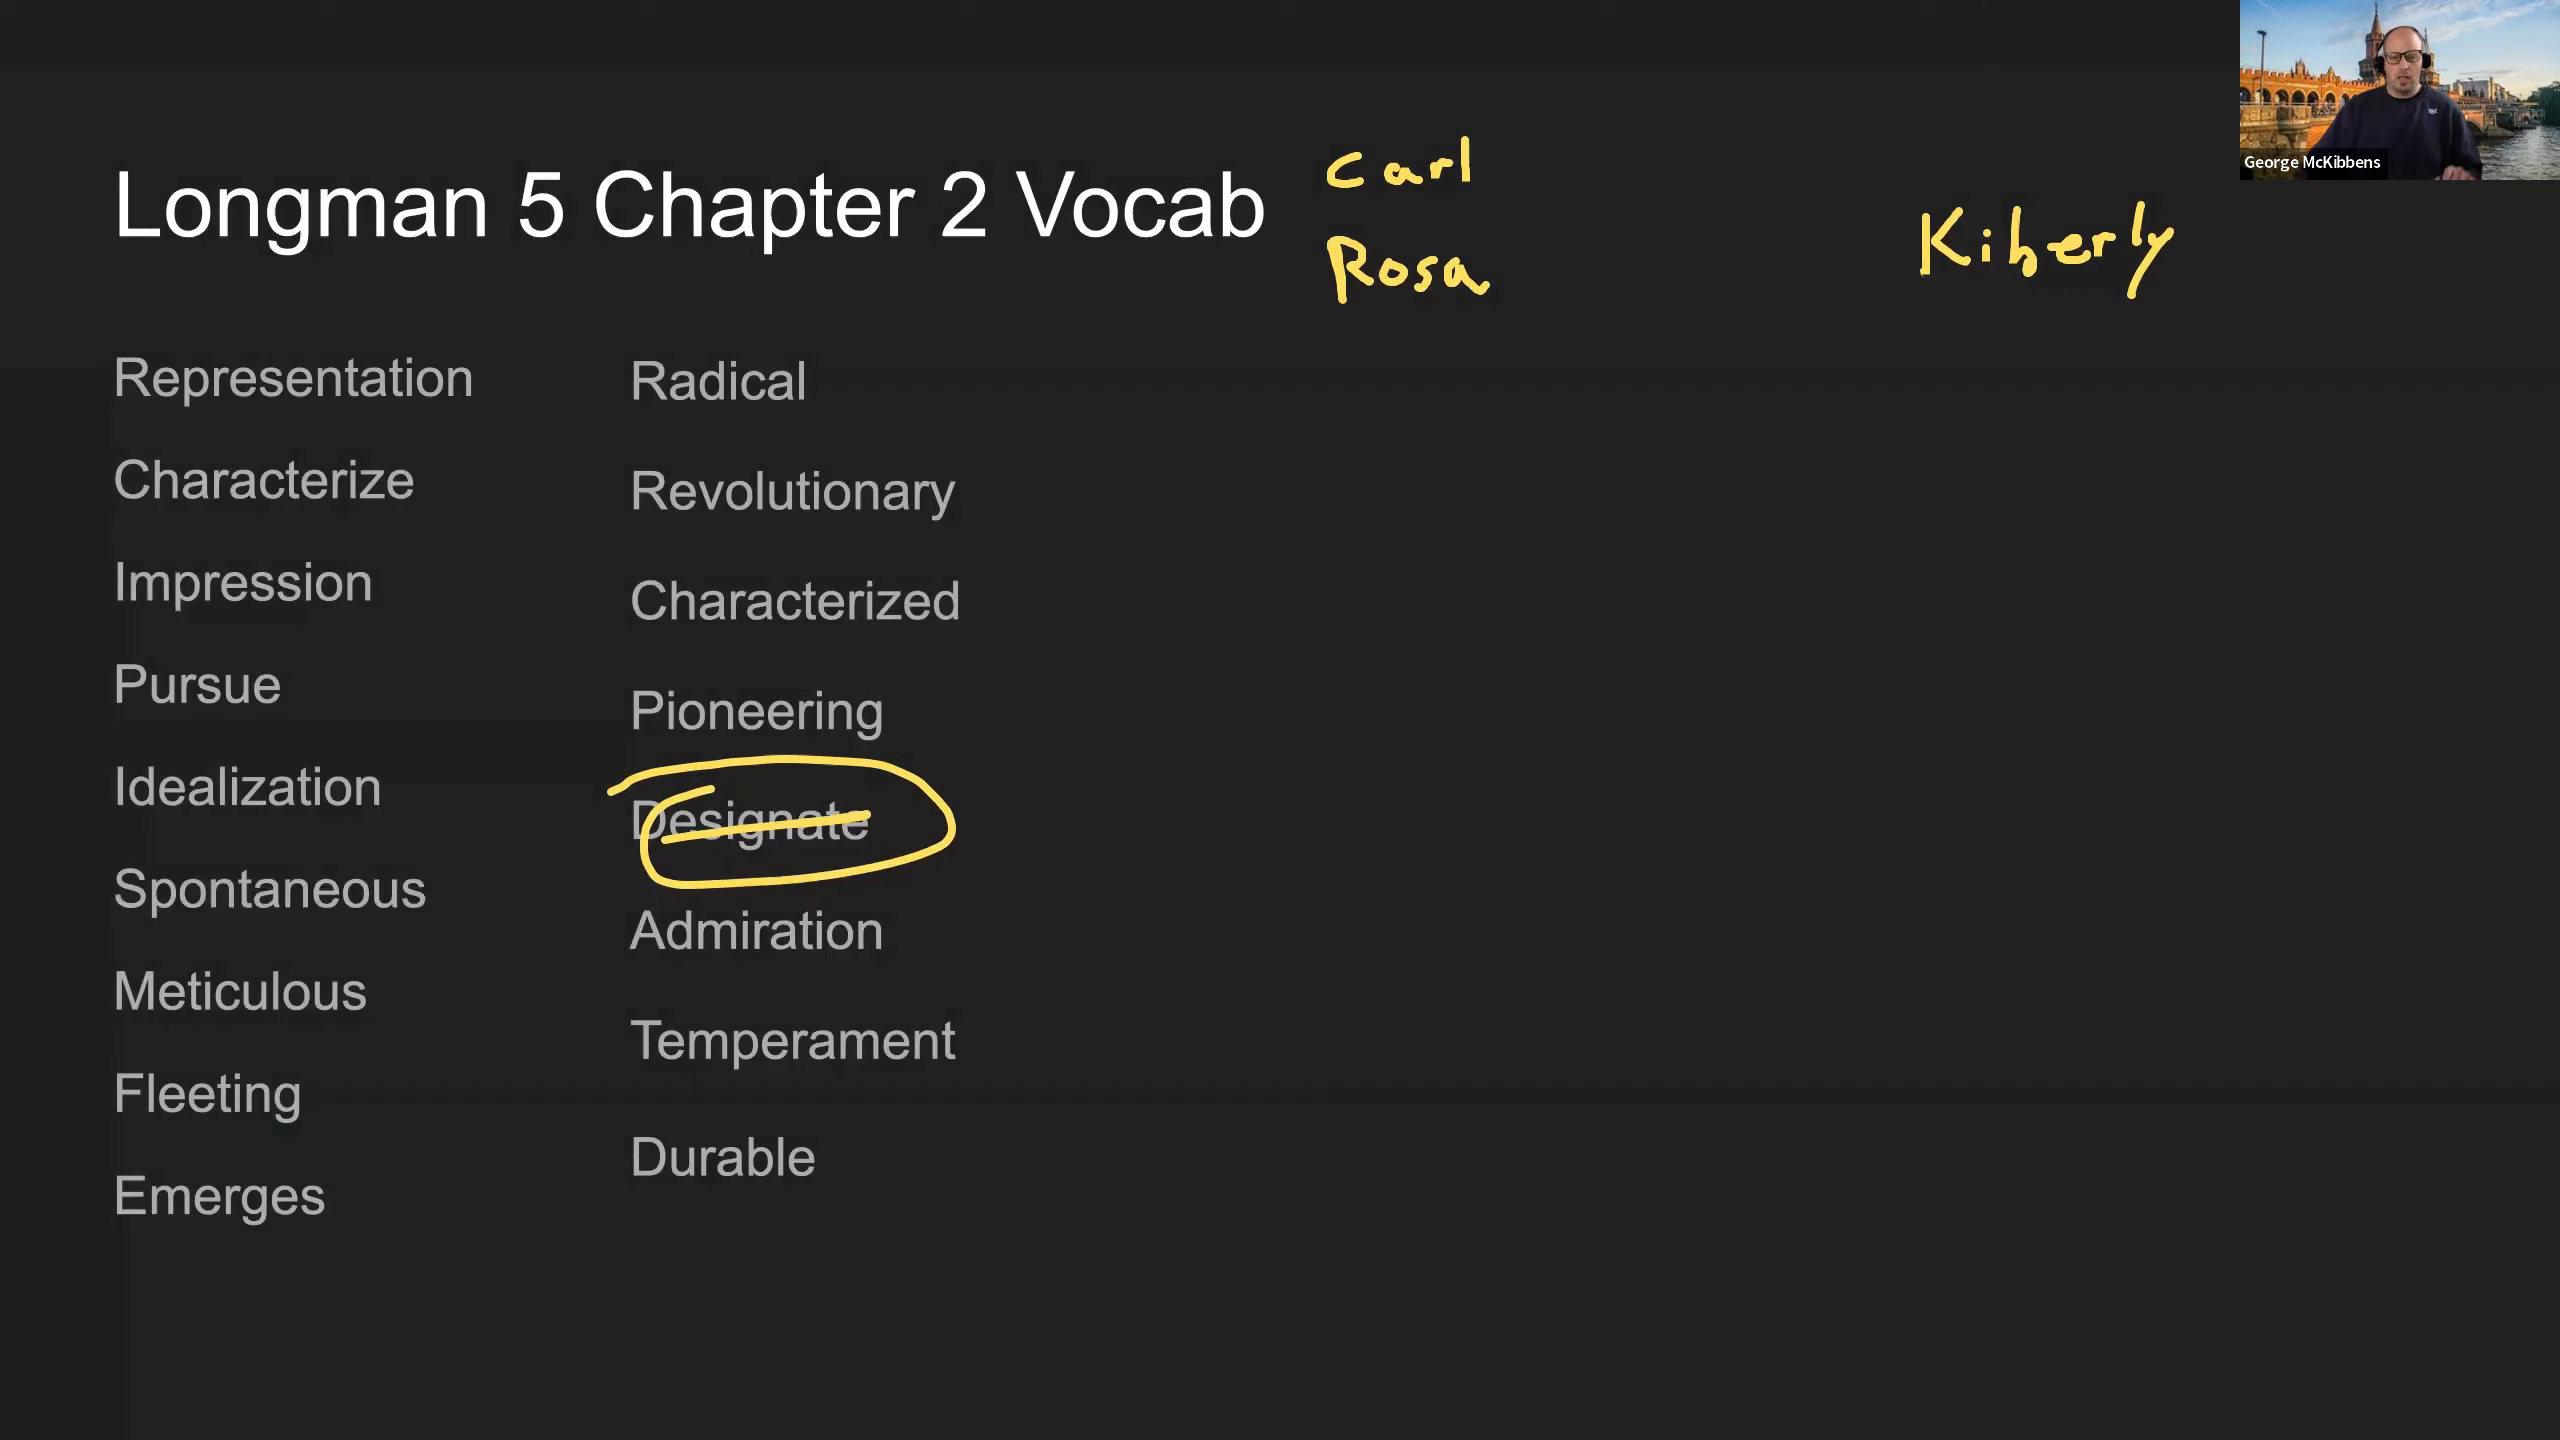 Longman 5 Chapter 2 Vocab
Carl
Rosa
Kiberly
George McKibbens
Representation
Characterize
Impression
Pursue
Idealization
Spontaneous
Meticulous
Fleeting
Emerges
Radical
Revolutionary
Characterized
Pioneering
Designate
Admiration
Temperament
Durable